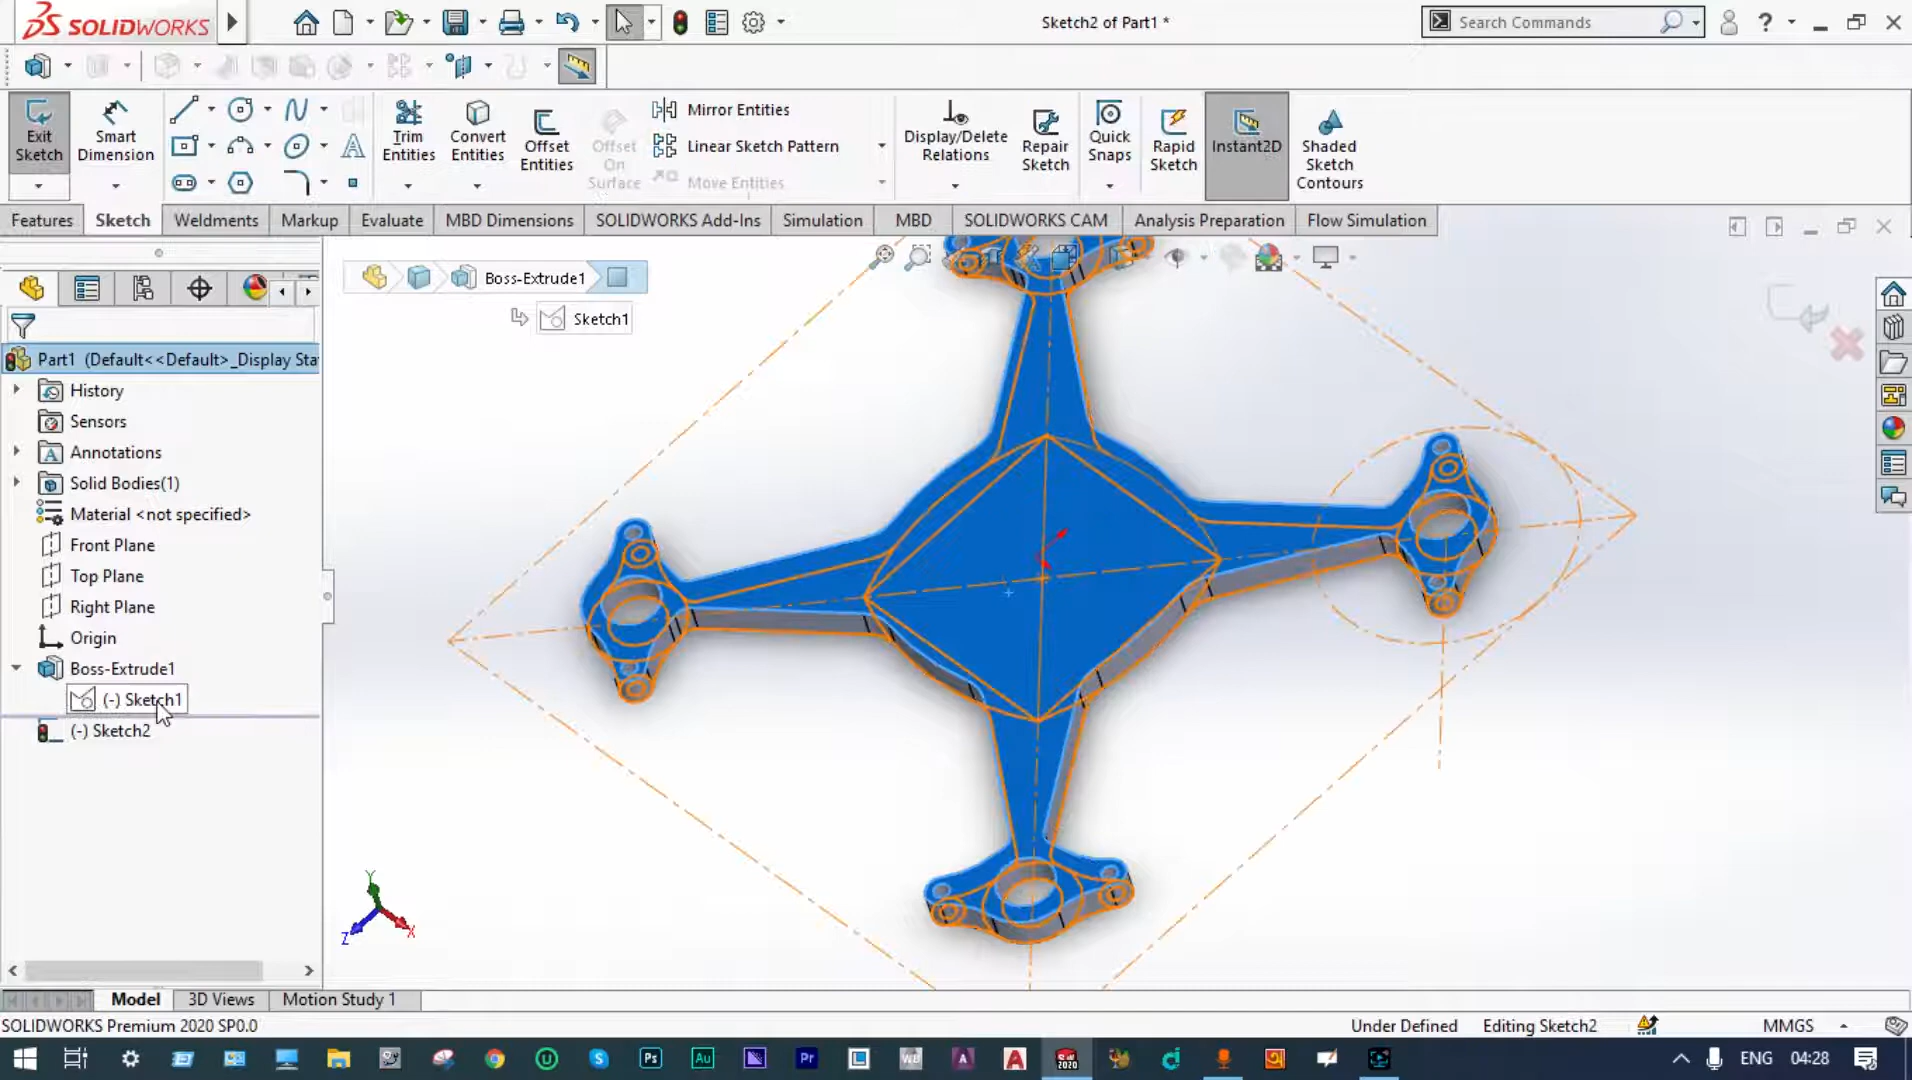 SOLIDWORKS
Sketch2 of Part1 *
Search Commands
Exit Sketch
Smart Dimension
Trim Entities
Convert Entities
Offset Entities
Offset On Surface
Mirror Entities
Linear Sketch Pattern
Move Entities
Display/Delete Relations
Repair Sketch
Quick Snaps
Rapid Sketch
Instant2D
Shaded Sketch Contours
Features
Sketch
Weldments
Markup
Evaluate
MBD Dimensions
SOLIDWORKS Add-Ins
Simulation
MBD
SOLIDWORKS CAM
Analysis Preparation
Flow Simulation
Boss-Extrude1
Sketch1
Part1 (Default<<Default>_Display Sta
History
Sensors
Annotations
Solid Bodies(1)
Material <not specified>
Front Plane
Top Plane
Right Plane
Origin
Boss-Extrude1
(-) Sketch1
(-) Sketch2
Y
Z
X
Model
3D Views
Motion Study 1
SOLIDWORKS Premium 2020 SP0.0
Under Defined
Editing Sketch2
MMGS
ENG
04:28